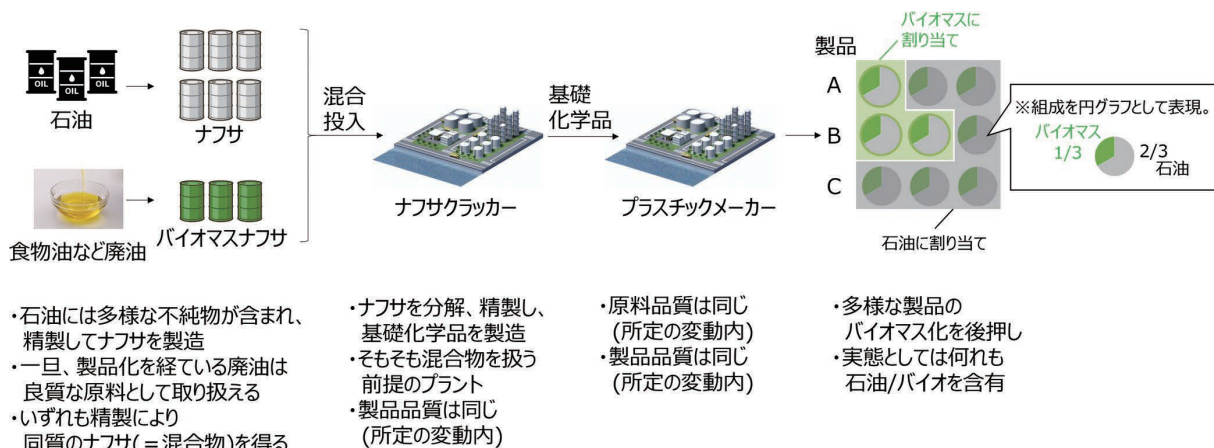 OIL
OIL
OIL
石油
ナフサ
食物油など廃油
バイオマスナフサ
混合
投入
ナフサクラッカー
基礎
化学品
プラスチックメーカー
製品
バイオマスに
割り当て
A
B
C
石油に割り当て
※組成を円グラフとして表現。
バイオマス
1/3
2/3
石油
・石油には多様な不純物が含まれ、
精製してナフサを製造
・一旦、製品化を経ている廃油は
良質な原料として取り扱える
・いずれも精製により
同質のナフサ(=混合物)を得る
・ナフサを分解、精製し、
基礎化学品を製造
・そもそも混合物を扱う
前提のプラント
・製品品質は同じ
(所定の変動内)
・原料品質は同じ
(所定の変動内)
・製品品質は同じ
(所定の変動内)
・多様な製品の
バイオマス化を後押し
・実態としては何れも
石油/バイオを含有